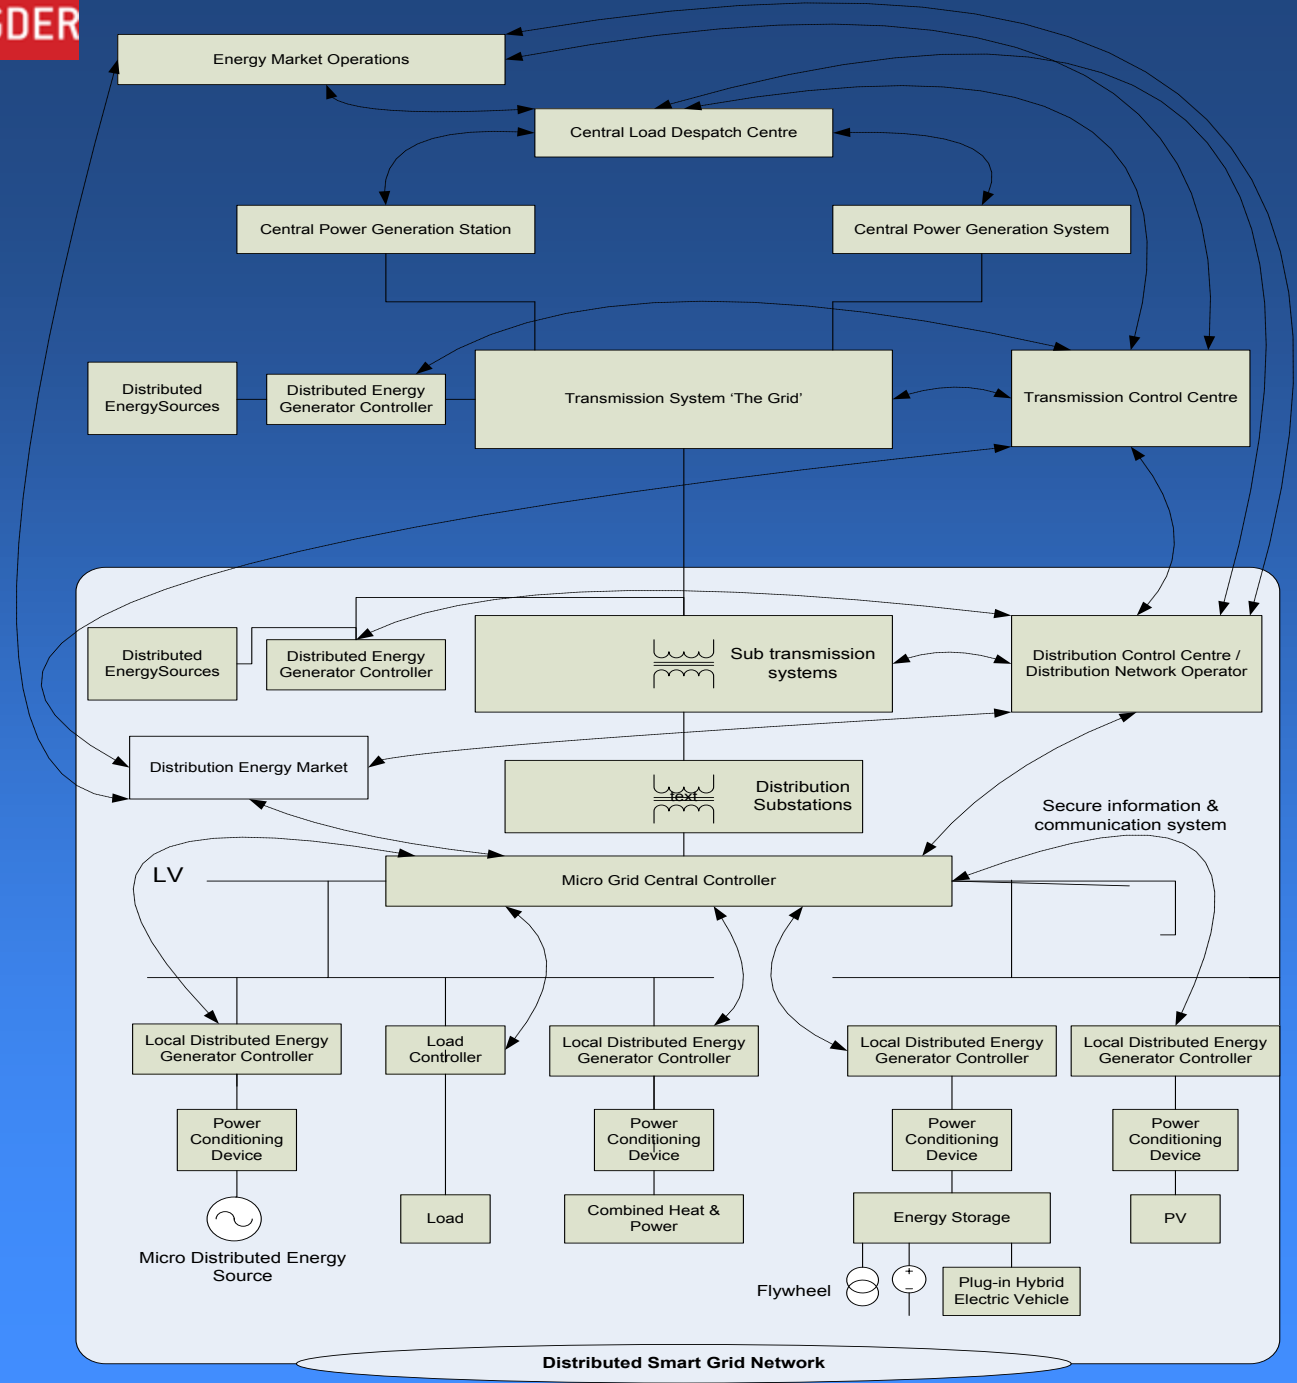 Energy Market Operations
Central Load Despatch Centre
Central Power Generation Station
Central Power Generation System
Distributed
EnergySources
Distributed Energy
Generator Controller
Transmission System ‘The Grid’
Transmission Control Centre
Distributed
EnergySources
Distributed Energy
Generator Controller
Sub transmission
systems
Distribution Control Centre /
Distribution Network Operator
Distribution Energy Market
text
Distribution
Substations
Secure information &
communication system
LV
Micro Grid Central Controller
Local Distributed Energy
Generator Controller
Load
Controller
Local Distributed Energy
Generator Controller
Local Distributed Energy
Generator Controller
Local Distributed Energy
Generator Controller
Power
Conditioning
Device
Power
Conditioning
Device
Power
Conditioning
Device
Power
Conditioning
Device
Load
Combined Heat &
Power
Energy Storage
PV
Micro Distributed Energy
Source
Flywheel
+
−
Plug-in Hybrid
Electric Vehicle
Distributed Smart Grid Network